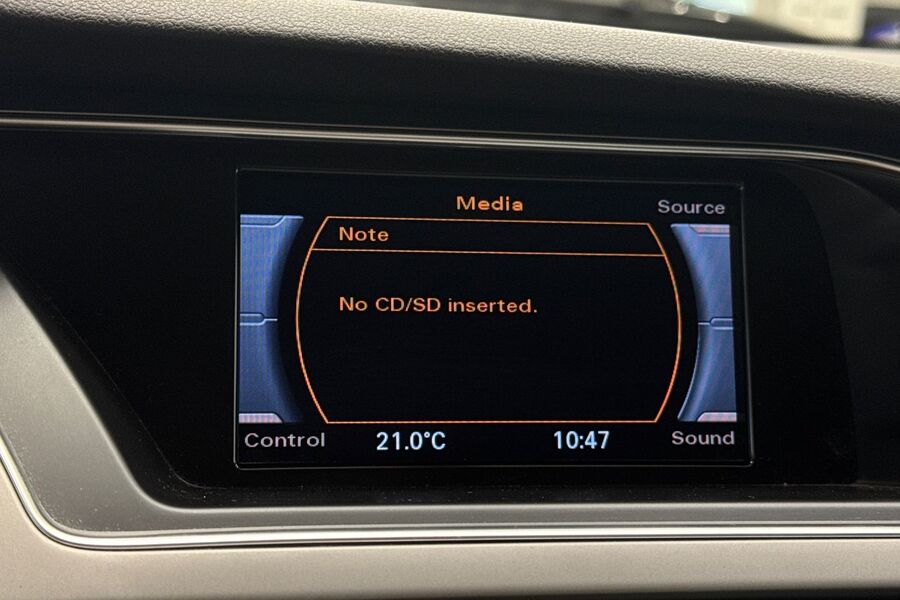 Media
Source
Note
No CD/SD inserted.
Control
21.0°C
10:47
Sound